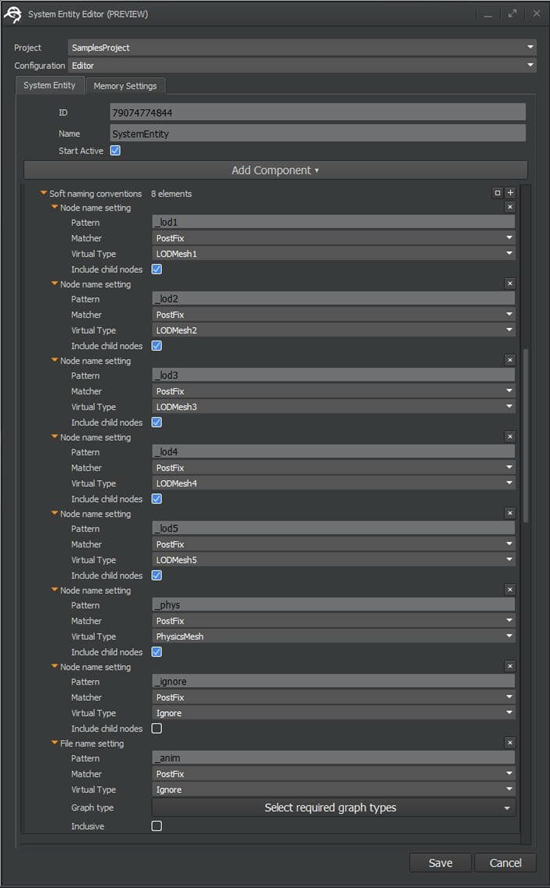 System Entity Editor (PREVIEW)
Project SamplesProject
Configuration Editor
System Entity Memory Settings
ID 79074774844
Name SystemEntity
Start Active
Add Component
Soft naming conventions 8 elements
Node name setting
Pattern _lod1
Matcher PostFix
Virtual Type LODMesh1
Include child nodes
Node name setting
Pattern _lod2
Matcher PostFix
Virtual Type LODMesh2
Include child nodes
Node name setting
Pattern _lod3
Matcher PostFix
Virtual Type LODMesh3
Include child nodes
Node name setting
Pattern _lod4
Matcher PostFix
Virtual Type LODMesh4
Include child nodes
Node name setting
Pattern _lod5
Matcher PostFix
Virtual Type LODMesh5
Include child nodes
Node name setting
Pattern _phys
Matcher PostFix
Virtual Type PhysicsMesh
Include child nodes
Node name setting
Pattern _ignore
Matcher PostFix
Virtual Type Ignore
Include child nodes
File name setting
Pattern _anim
Matcher PostFix
Virtual Type Ignore
Graph type Select required graph types
Inclusive
Save Cancel